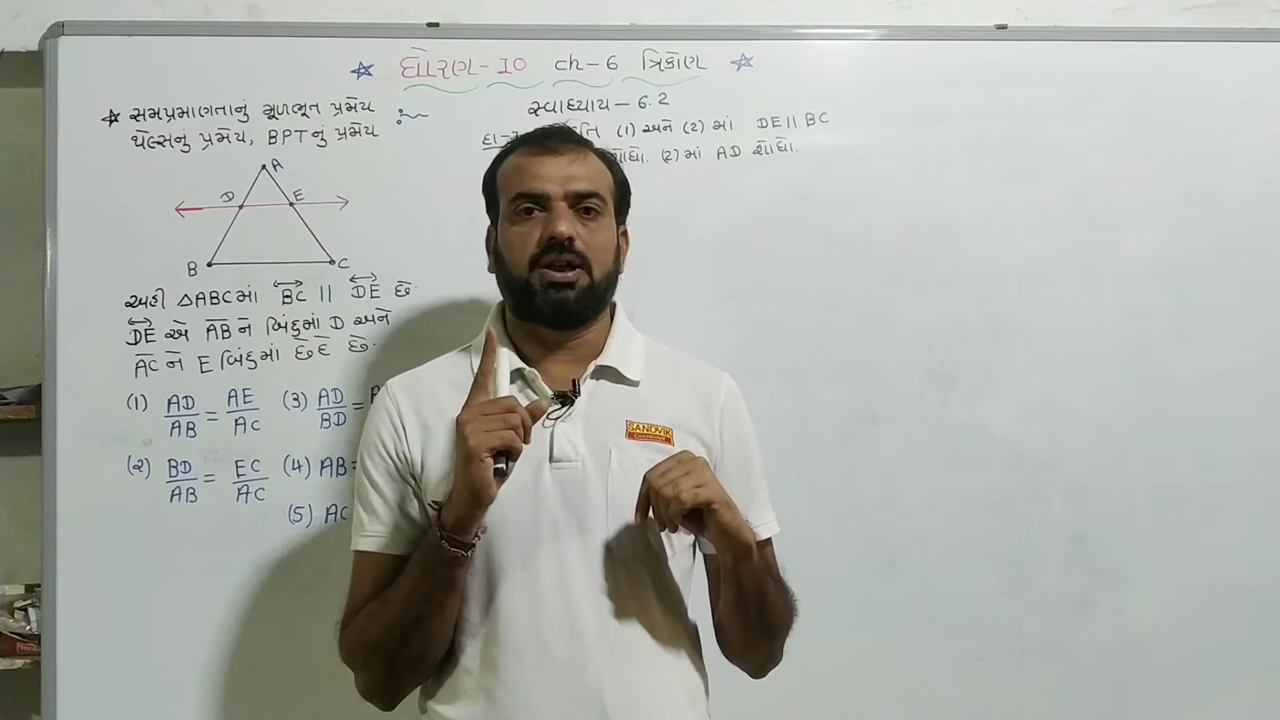 ધોરણ-10 ch-6 ત્રિકોણ
સમપ્રમાણતાનું મૂળભૂત પ્રમેય
થેલ્સનું પ્રમેય, BPTનું પ્રમેય
A
D E
B C
અહી △ABCમાં BC || DE છે.
DE એ AB ને બિંદુમાં D અને
AC ને E બિંદુમાં છેદે છે.
(1) AD/AB = AE/AC (3) AD/BD =
(2) BD/AB = EC/AC (4) AB=
(5) AC
સ્વાધ્યાય - 6.2
(1) અને (2) માં DE || BC
શોધો. (2) માં AD શોધો.
SANDVIK